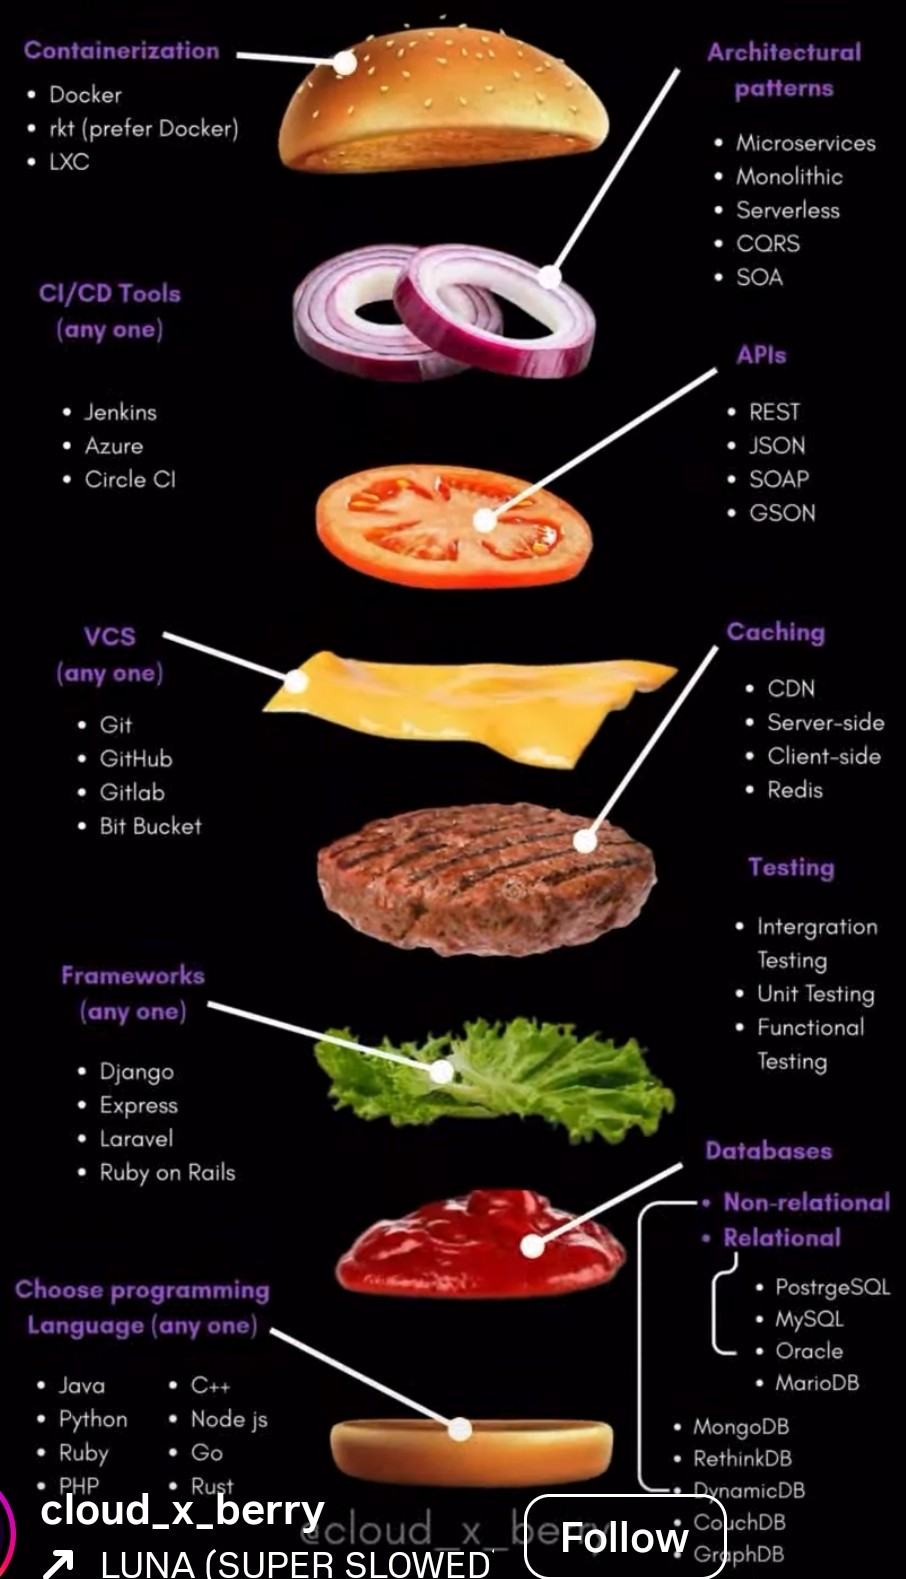 Containerization
Docker
rkt (prefer Docker)
LXC
Architectural
patterns
Microservices
Monolithic
Serverless
CQRS
SOA
CI/CD Tools
(any one)
Jenkins
Azure
Circle CI
APIs
REST
JSON
SOAP
GSON
VCS
(any one)
Git
GitHub
Gitlab
Bit Bucket
Caching
CDN
Server-side
Client-side
Redis
Testing
Intergration
Testing
Unit Testing
Functional
Testing
Frameworks
(any one)
Django
Express
Laravel
Ruby on Rails
Databases
Non-relational
Relational
PostrgeSQL
MySQL
Oracle
MarioDB
MongoDB
RethinkDB
DynamicDB
CouchDB
GraphDB
Choose programming
Language (any one)
Java
Python
Ruby
PHP
C++
Node js
Go
Rust
@cloud_x_berry
cloud_x_berry
Follow
LUNA (SUPER SLOWED